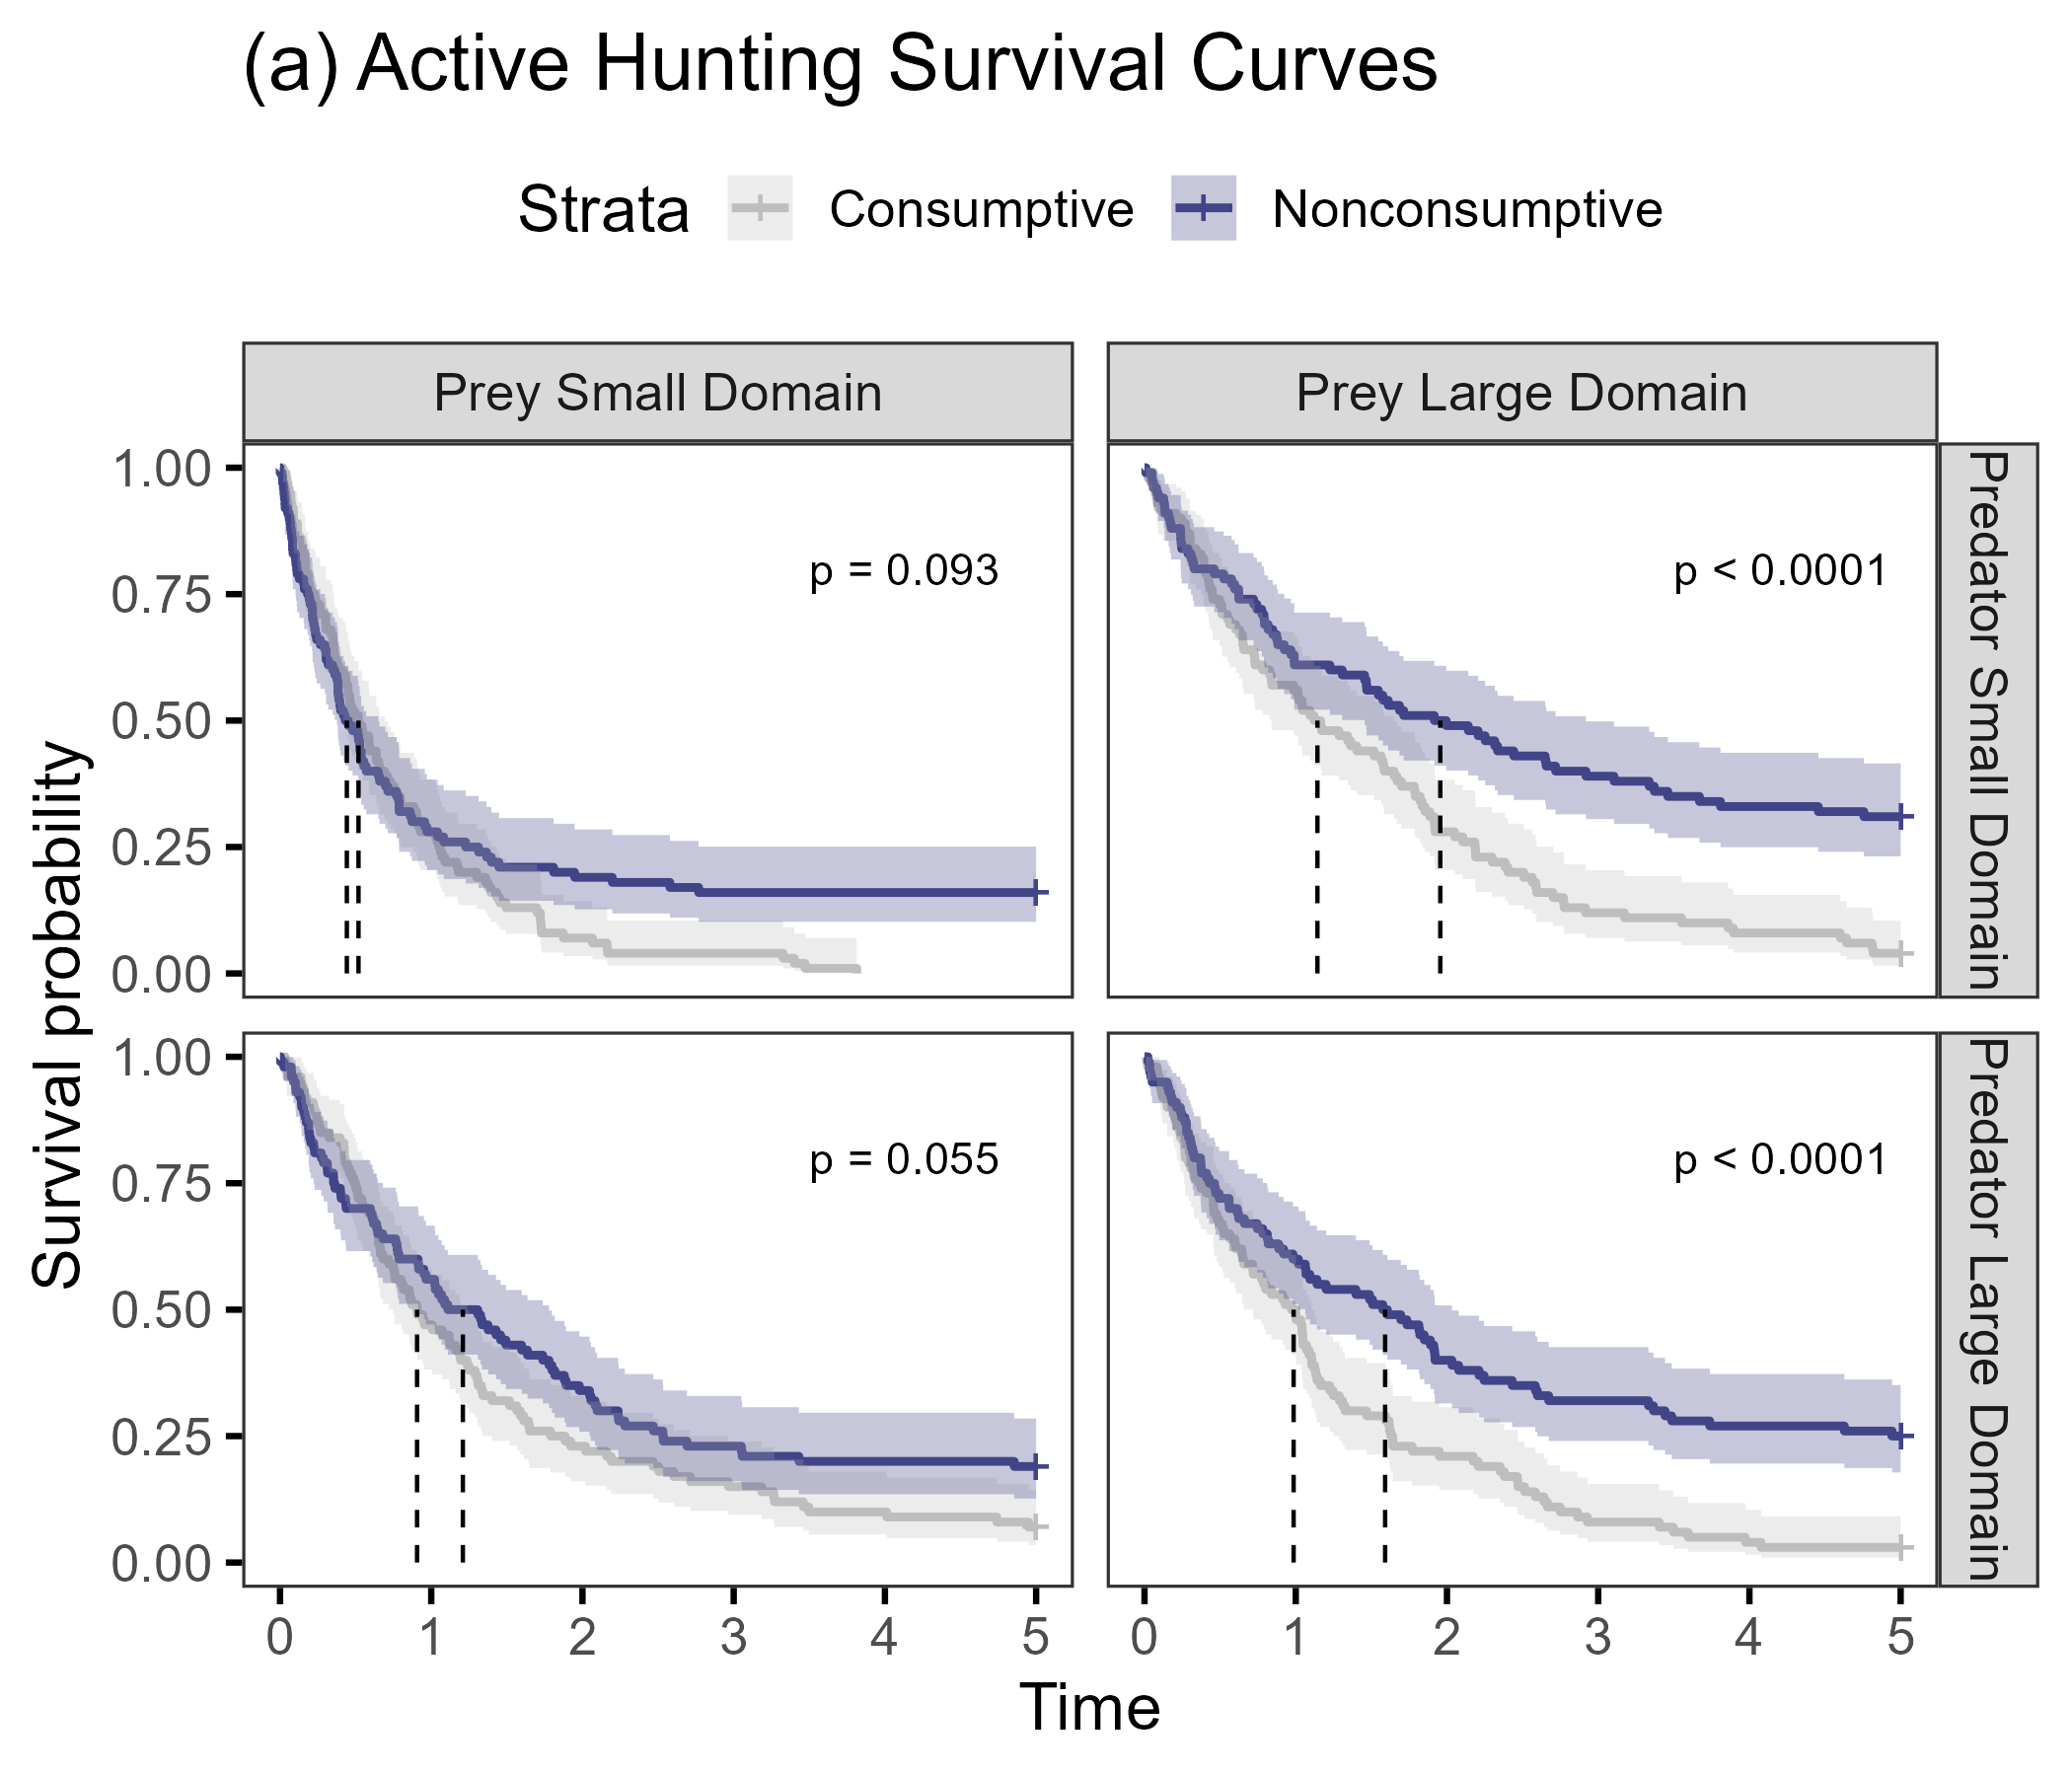 (a) Active Hunting Survival Curves
Strata Consumptive Nonconsumptive
Prey Small Domain
Prey Large Domain
Survival probability
1.00
0.75
0.50
0.25
0.00
p = 0.093
p < 0.0001
Predator Small Domain
1.00
0.75
0.50
0.25
0.00
p = 0.055
p < 0.0001
Predator Large Domain
0 1 2 3 4 5
0 1 2 3 4 5
Time